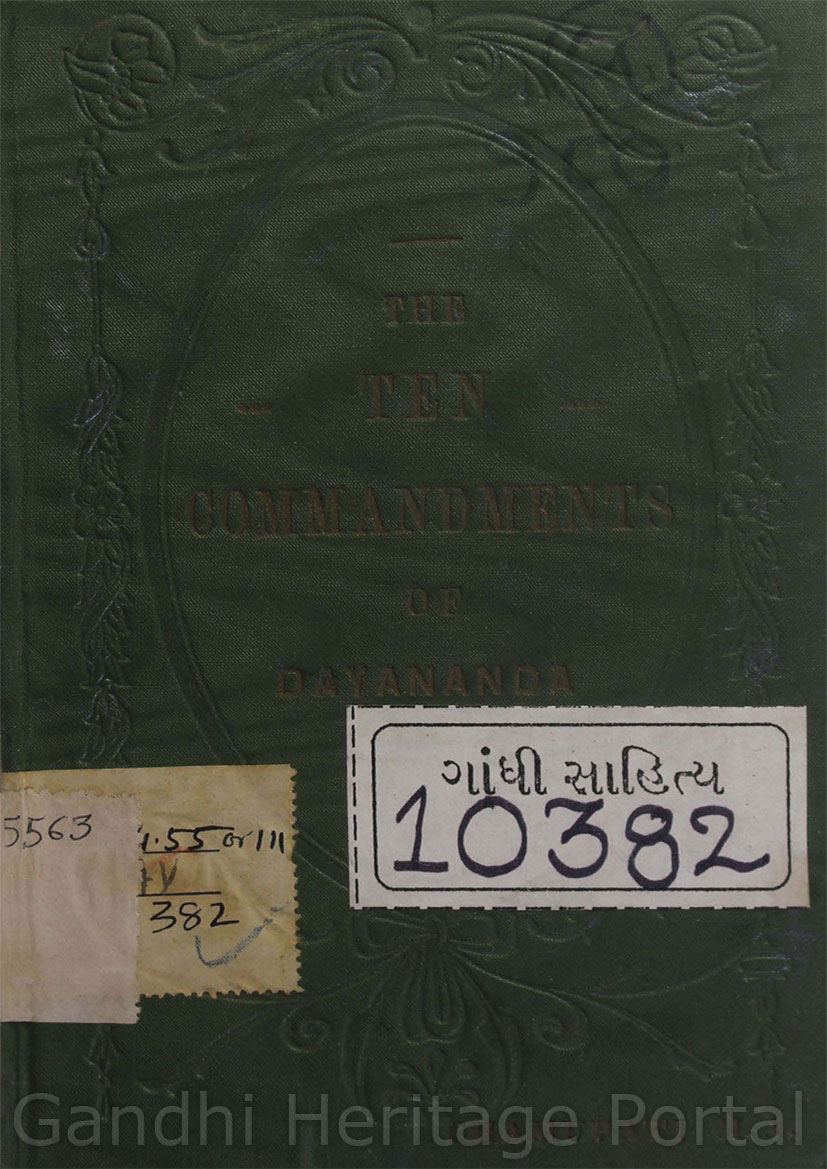 THE
TEN
COMMANDMENTS
OF
DAYANANDA
ગાંધી સાહિત્ય
10382
5563
382
Gandhi Heritage Portal